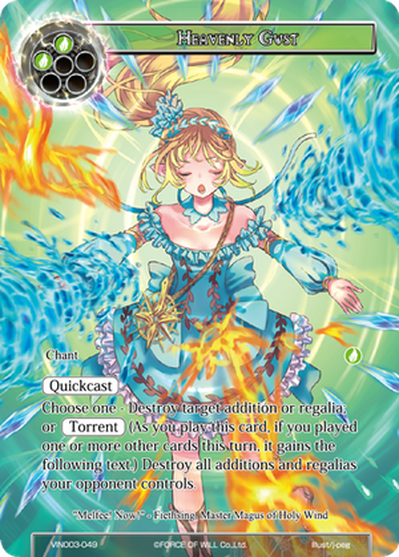 Heavenly Gust
Chant
Quickcast
Choose one - Destroy target addition or regalia;
or Torrent (As you play this card, if you played
one or more other cards this turn, it gains the
following text.) Destroy all additions and regalias
your opponent controls.
"Melfee! Now!" - Fiethsing, Master Magus of Holy Wind
VIN003-049 ©FORCE OF WILL Co.,Ltd. Illust/j-peg